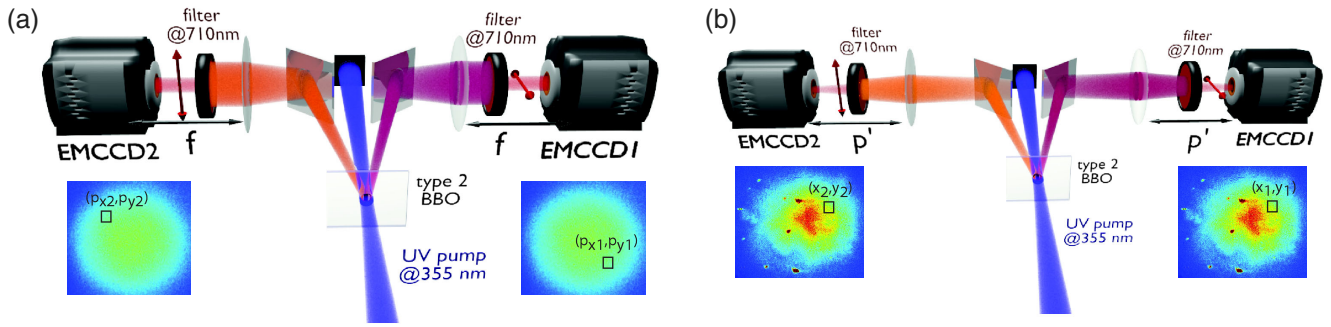 (a)
filter
@710nm
filter
@710nm
f
f
EMCCD2
EMCCD1
type 2
BBO
(px2,py2)
(px1,py1)
UV pump
@355 nm
(b)
filter
@710nm
filter
@710nm
p'
p'
EMCCD2
EMCCD1
type 2
BBO
(x2,y2)
(x1,y1)
UV pump
@355 nm